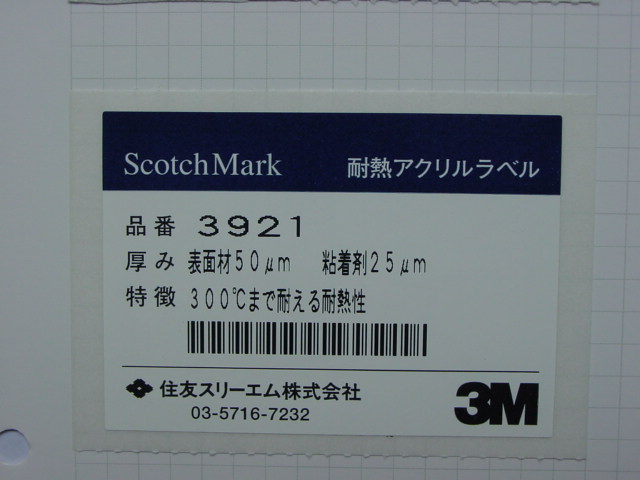 ScotchMark 耐熱アクリルラベル
品番 3921
厚み 表面材50μm 粘着剤25μm
特徴 300℃まで耐える耐熱性
住友スリーエム株式会社
03-5716-7232
3M